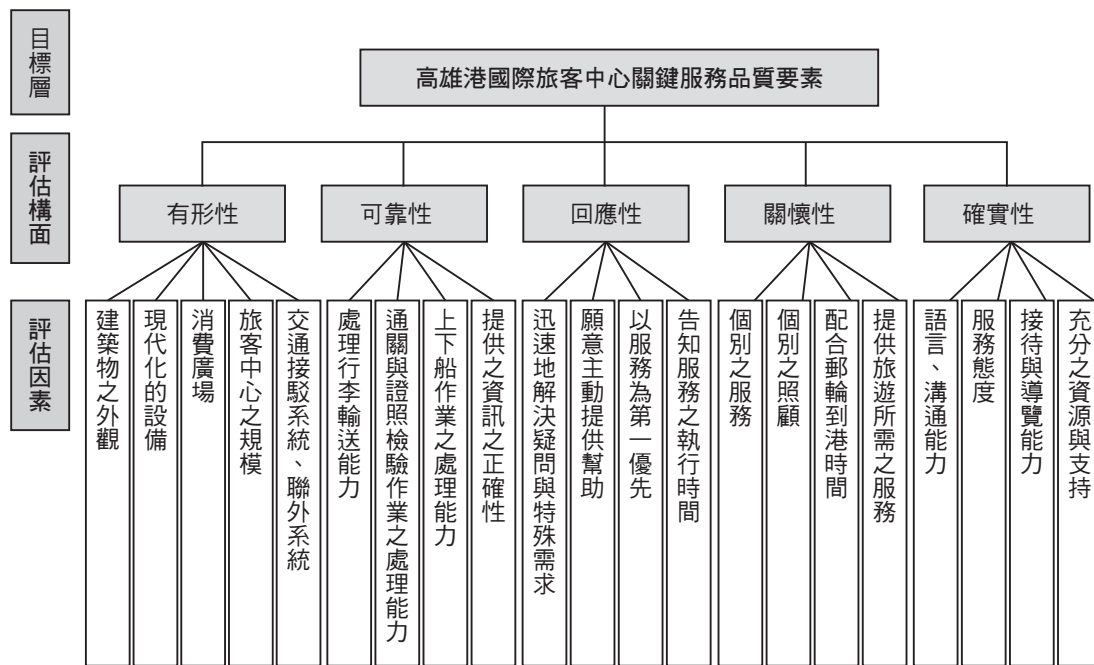 目標層
高雄港國際旅客中心關鍵服務品質要素
評估構面
有形性
可靠性
回應性
關懷性
確實性
評估因素
建築物之外觀
現代化的設備
消費廣場
旅客中心之規模
交通接駁系統、聯外系統
處理行李輸送能力
通關與證照檢驗作業之處理能力
上下船作業之處理能力
提供之資訊之正確性
迅速地解決疑問與特殊需求
願意主動提供幫助
以服務為第一優先
告知服務之執行時間
個別之服務
個別之照顧
配合郵輪到港時間
提供旅遊所需之服務
語言、溝通能力
服務態度
接待與導覽能力
充分之資源與支持